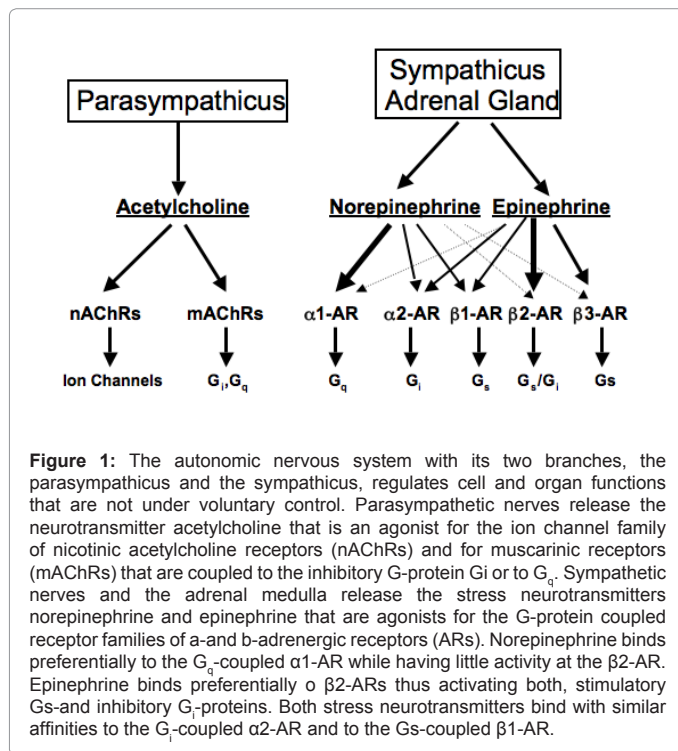 Parasympathicus
Sympathicus
Adrenal Gland
Acetylcholine Norepinephrine Epinephrine
nAChRs mAChRs α1-AR α2-AR β1-AR β2-AR β3-AR
Ion Channels Gi,Gq Gq Gi Gs Gs/Gi Gs
Figure 1: The autonomic nervous system with its two branches, the
parasympathicus and the sympathicus, regulates cell and organ functions
that are not under voluntary control. Parasympathetic nerves release the
neurotransmitter acetylcholine that is an agonist for the ion channel family
of nicotinic acetylcholine receptors (nAChRs) and for muscarinic receptors
(mAChRs) that are coupled to the inhibitory G-protein Gi or to Gq. Sympathetic
nerves and the adrenal medulla release the stress neurotransmitters
norepinephrine and epinephrine that are agonists for the G-protein coupled
receptor families of a-and b-adrenergic receptors (ARs). Norepinephrine binds
preferentially to the Gq-coupled α1-AR while having little activity at the β2-AR.
Epinephrine binds preferentially o β2-ARs thus activating both, stimulatory
Gs-and inhibitory Gi-proteins. Both stress neurotransmitters bind with similar
affinities to the Gi-coupled α2-AR and to the Gs-coupled β1-AR.